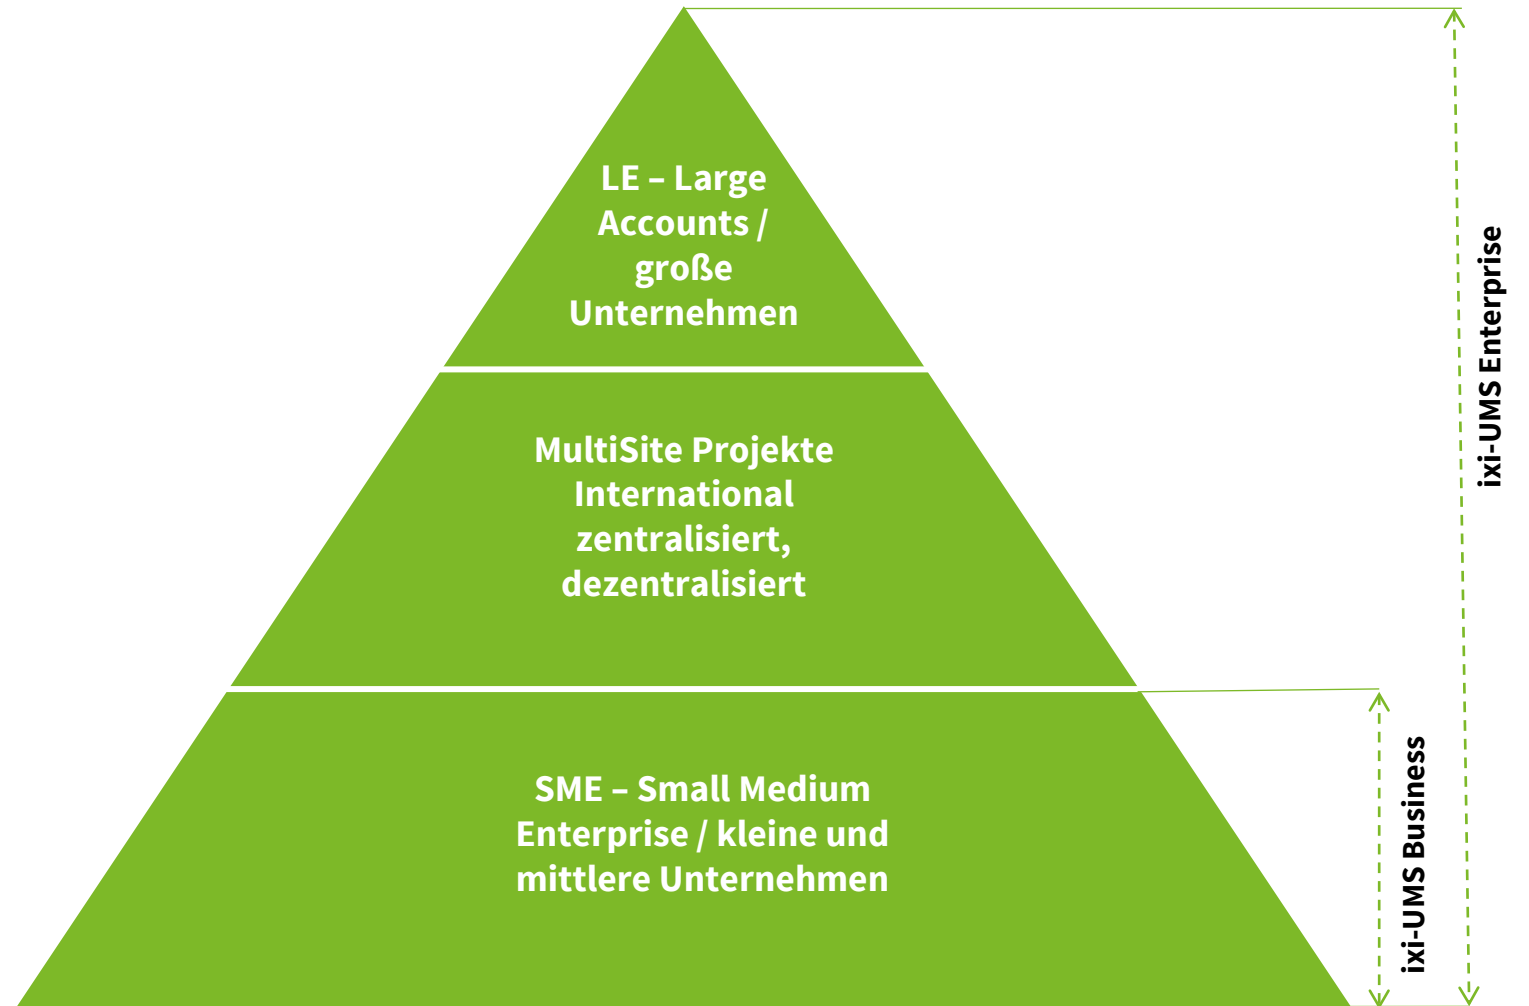 LE – Large
Accounts /
große
Unternehmen
MultiSite Projekte
International
zentralisiert,
dezentralisiert
SME – Small Medium
Enterprise / kleine und
mittlere Unternehmen
ixi-UMS Business
ixi-UMS Enterprise